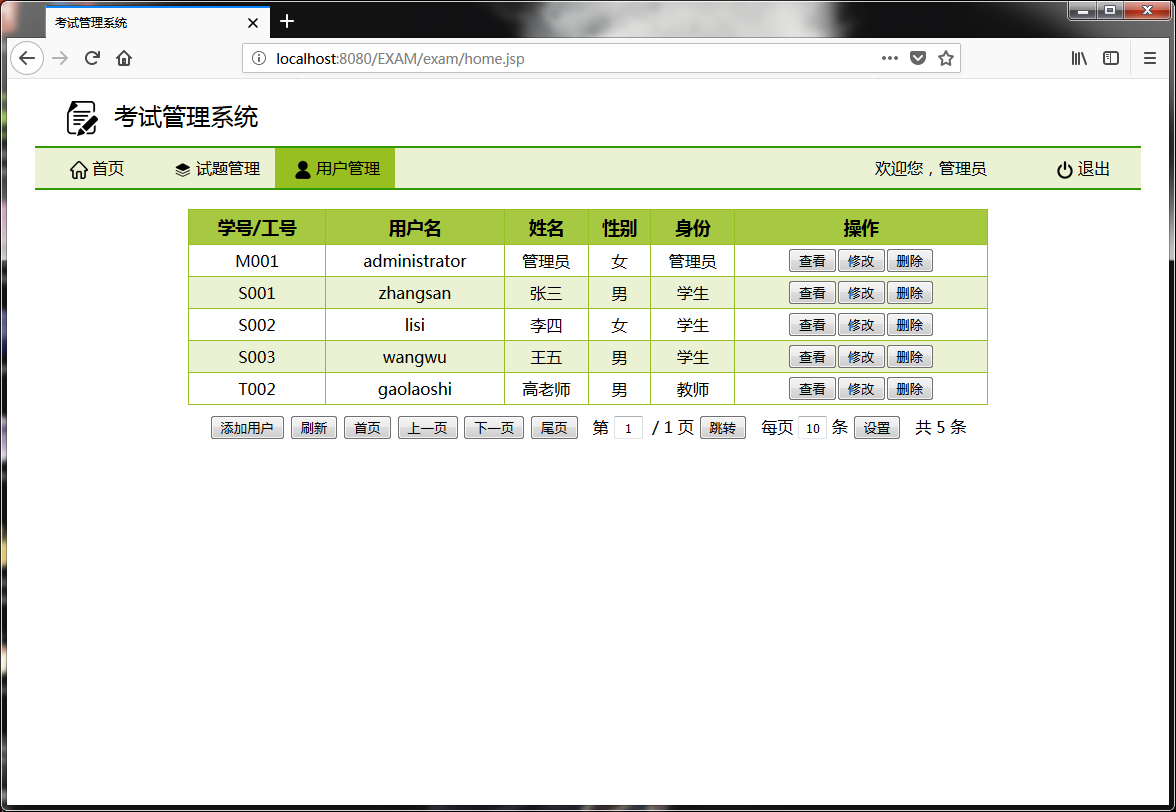 考试管理系统
localhost:8080/EXAM/exam/home.jsp
考试管理系统
首页 试题管理 用户管理 欢迎您，管理员 退出
学号/工号 用户名 姓名 性别 身份 操作
M001 administrator 管理员 女 管理员 查看 修改 删除
S001 zhangsan 张三 男 学生 查看 修改 删除
S002 lisi 李四 女 学生 查看 修改 删除
S003 wangwu 王五 男 学生 查看 修改 删除
T002 gaolaoshi 高老师 男 教师 查看 修改 删除
添加用户 刷新 首页 上一页 下一页 尾页 第 1 / 1 页 跳转 每页 10 条 设置 共 5 条